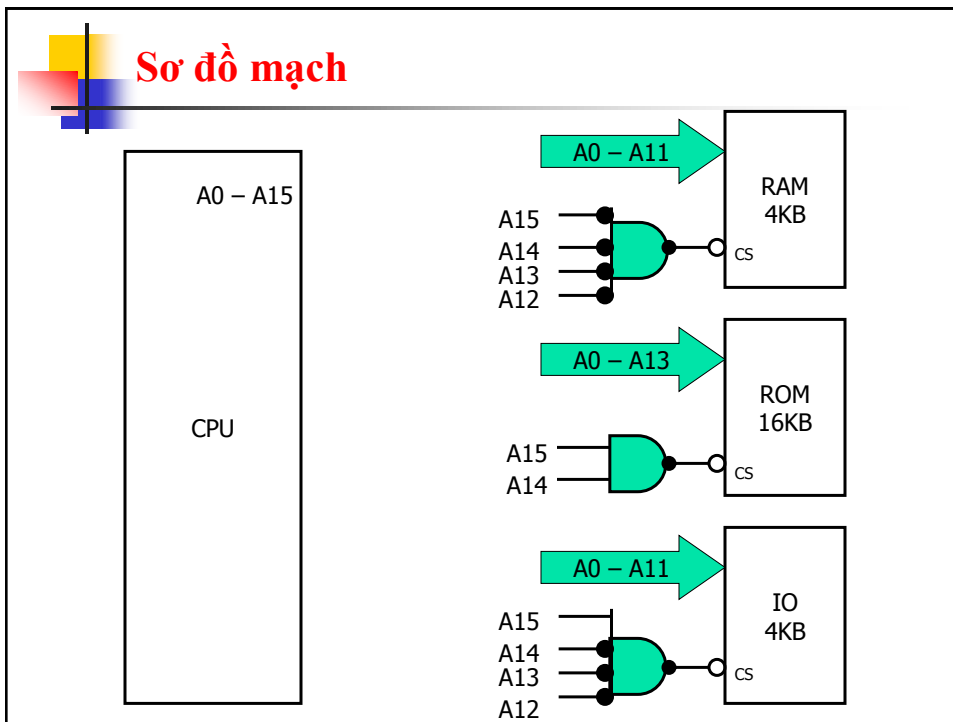 Sơ đồ mạch
A0 – A15
CPU
A0 – A11
RAM
4KB
A15
A14
A13
A12
CS
A0 – A13
ROM
16KB
A15
A14
CS
A0 – A11
IO
4KB
A15
A14
A13
A12
CS